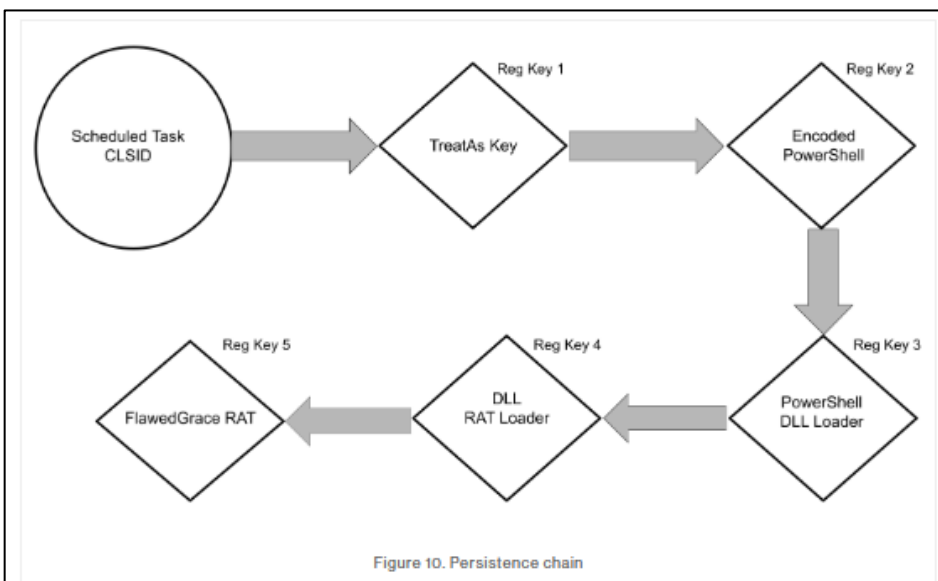 Reg Key 1
Reg Key 2
Scheduled Task
CLSID
TreatAs Key
Encoded
PowerShell
Reg Key 5
Reg Key 4
Reg Key 3
FlawedGrace RAT
DLL
RAT Loader
PowerShell
DLL Loader
Figure 10. Persistence chain